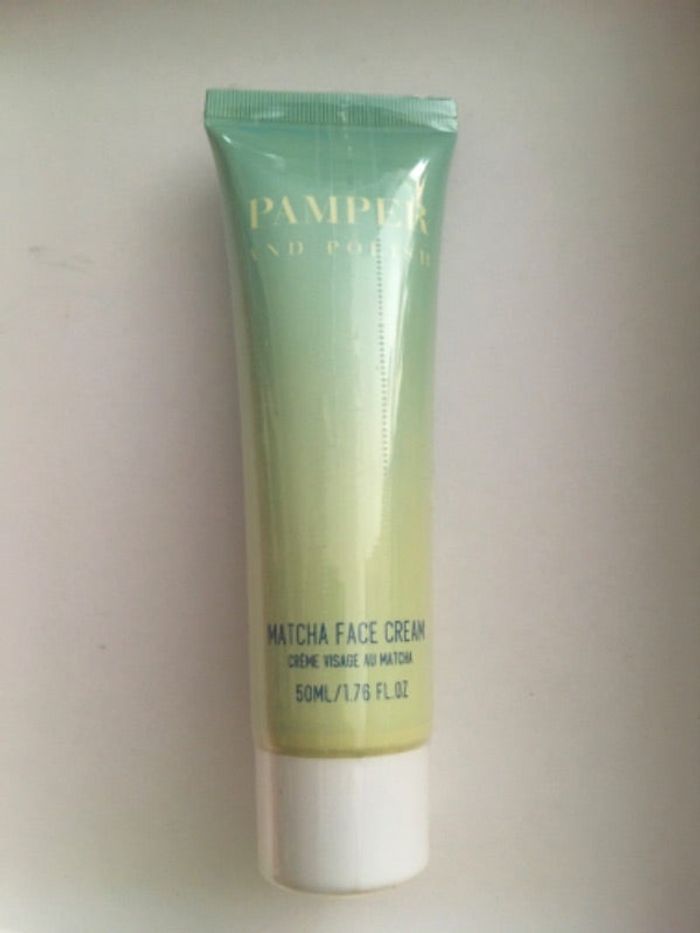 PAMPER
AND POLISH
MATCHA FACE CREAM
CRÈME VISAGE AU MATCHA
50ML/1.76 FL.OZ